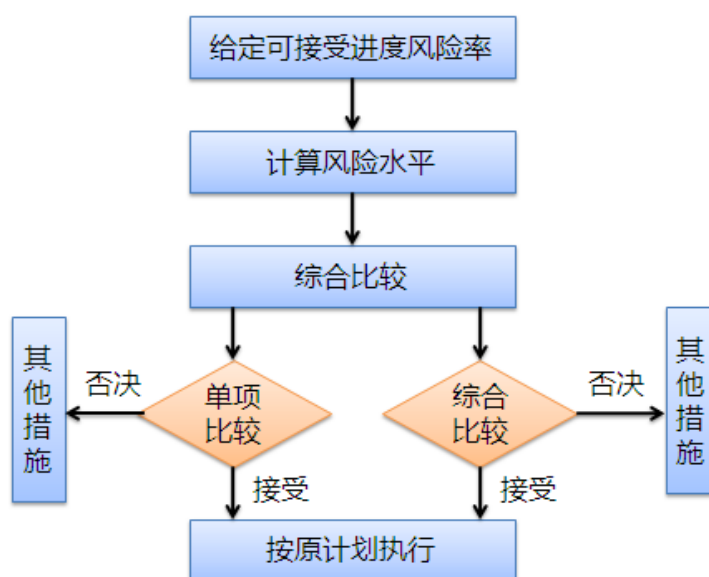 给定可接受进度风险率
计算风险水平
综合比较
其他措施
否决
单项
比较
综合
比较
否决
其他措施
接受
接受
按原计划执行